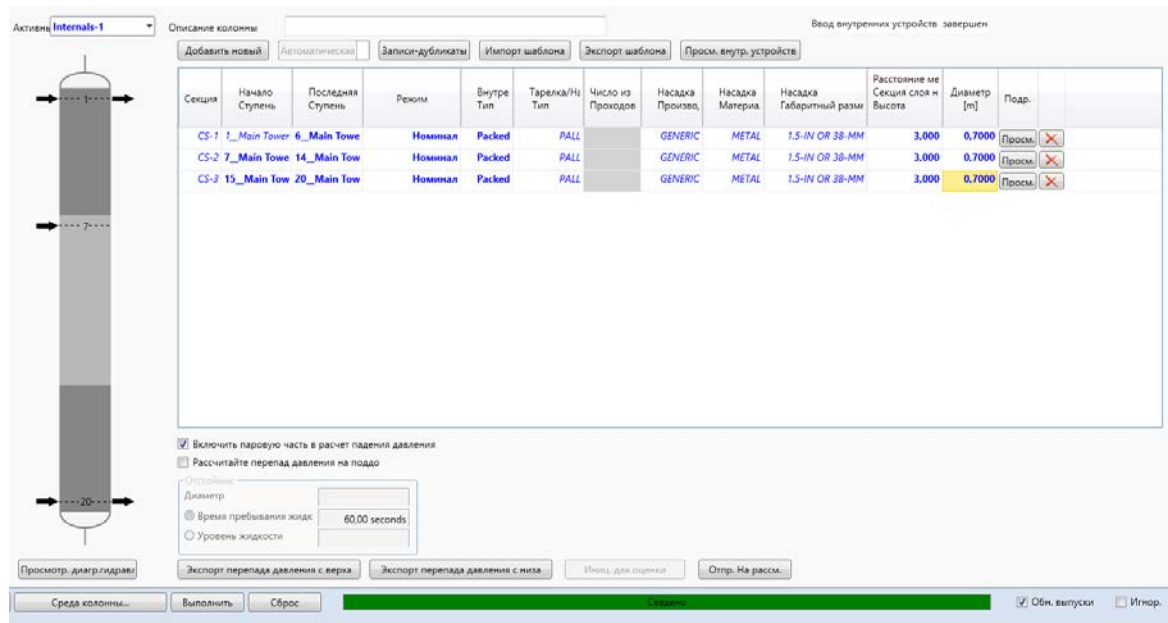 Активнь Internals-1 Описание колонны Ввод внутренних устройств завершен
Добавить новый Автоматическая Записи-дубликаты Импорт шаблона Экспорт шаблона Просм. внутр. устройств
Секция Начало Ступень Последняя Ступень Режим Внутре Тип Тарелка/На Тип Число из Проходов Насадка Произво, Насадка Материа. Насадка Габаритный разме Расстояние ме Секция слоя н Высота Диаметр [m] Подр.
CS-1 1__Main Tower 6__Main Towe Номинал Packed PALL GENERIC METAL 1.5-IN OR 38-MM 3,000 0,7000 Просм.
CS-2 7__Main Towe 14__Main Tow Номинал Packed PALL GENERIC METAL 1.5-IN OR 38-MM 3,000 0,7000 Просм.
CS-3 15__Main Tow 20__Main Tow Номинал Packed PALL GENERIC METAL 1.5-IN OR 38-MM 3,000 0,7000 Просм.
1
7
20
Включить паровую часть в расчет падения давления
Рассчитайте перепад давления на поддо
Отстойник
Диаметр
Время пребывания жидк 60,00 seconds
Уровень жидкости
Просмотр. диагр.гидравл Экспорт перепада давления с верха Экспорт перепада давления с низа Иниц. для оценки Отпр. На рассм.
Среда колонны... Выполнить Сброс Сведено Обн. выпуски Игнор.